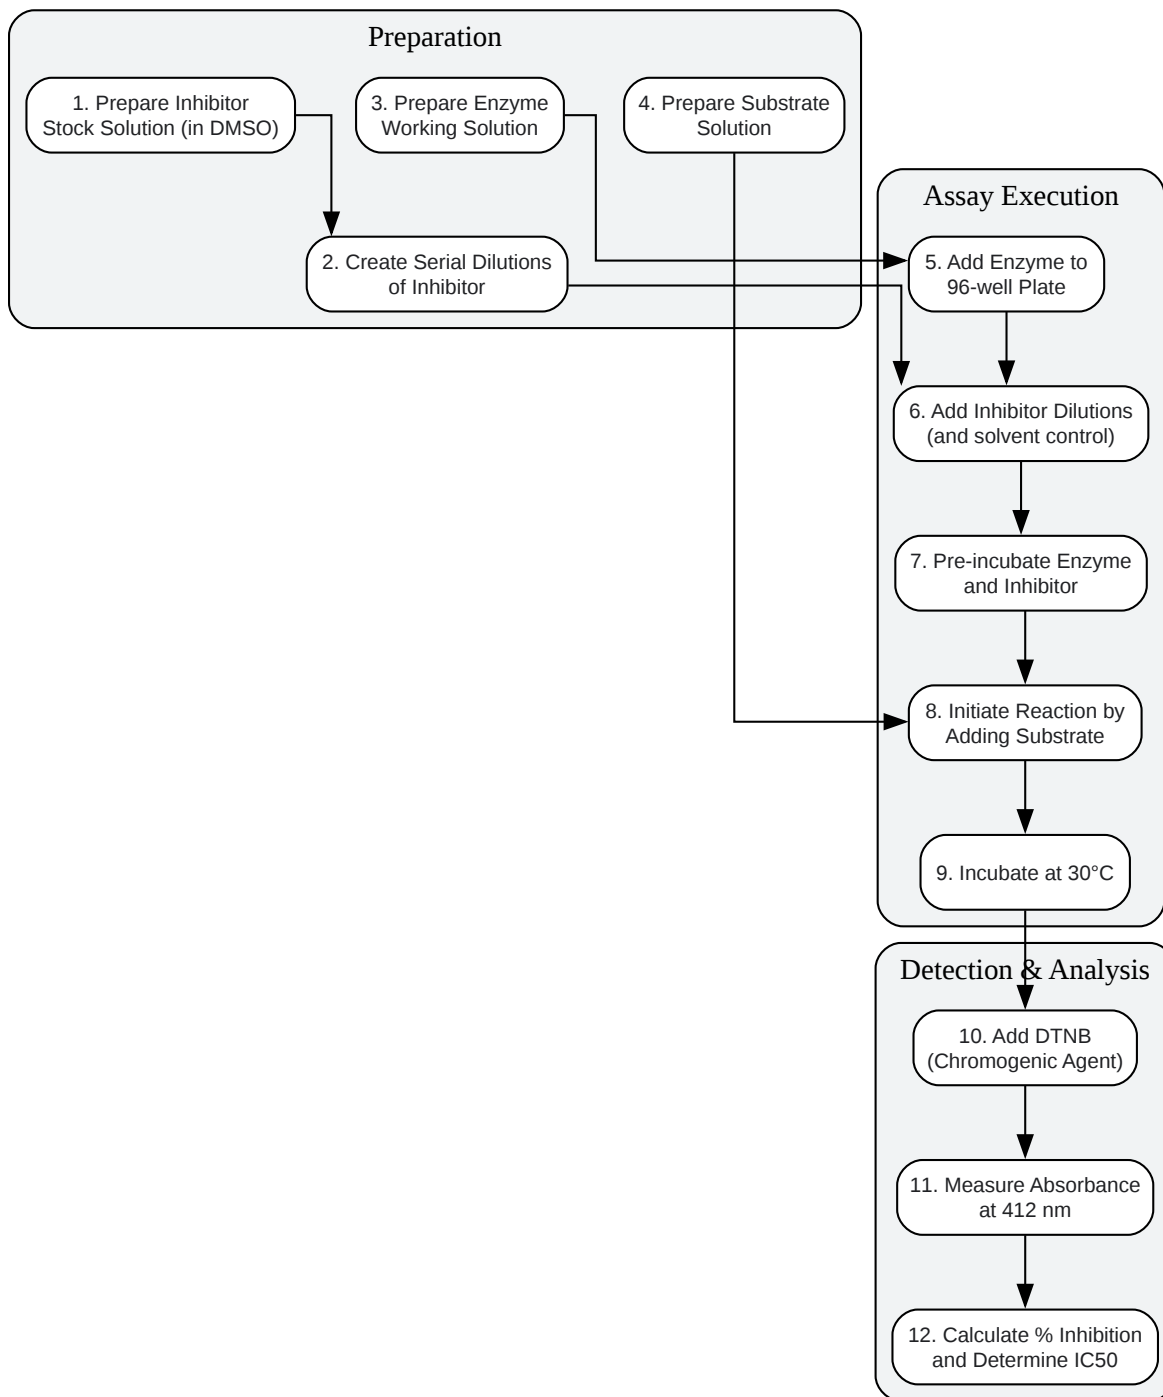 Preparation
1. Prepare Inhibitor
Stock Solution (in DMSO)
3. Prepare Enzyme
Working Solution
4. Prepare Substrate
Solution
2. Create Serial Dilutions
of Inhibitor
Assay Execution
5. Add Enzyme to
96-well Plate
6. Add Inhibitor Dilutions
(and solvent control)
7. Pre-incubate Enzyme
and Inhibitor
8. Initiate Reaction by
Adding Substrate
9. Incubate at 30°C
Detection & Analysis
10. Add DTNB
(Chromogenic Agent)
11. Measure Absorbance
at 412 nm
12. Calculate % Inhibition
and Determine IC50